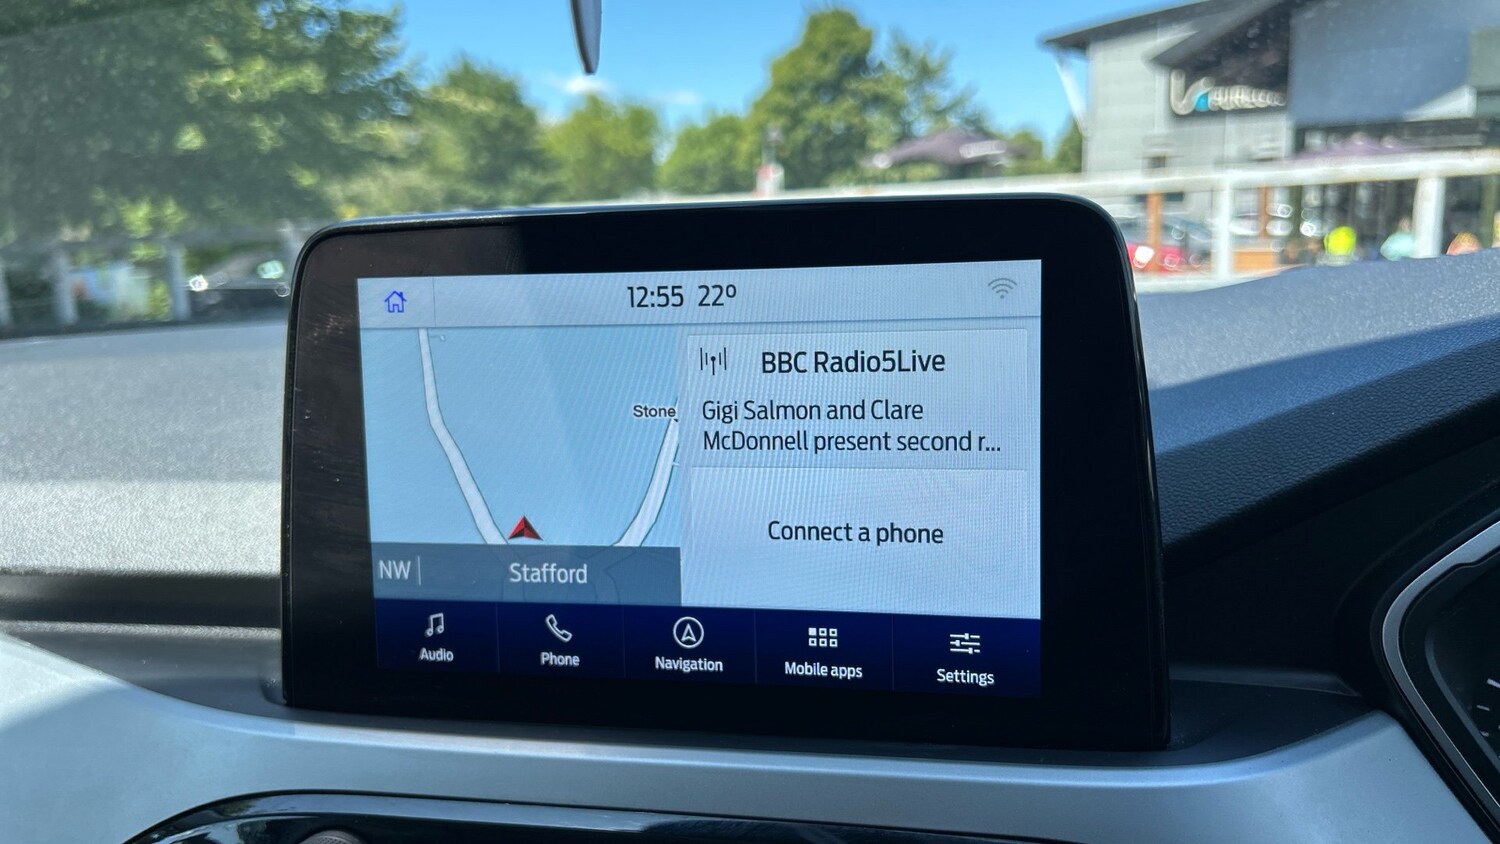 12:55 22º
Stone
BBC Radio5Live
Gigi Salmon and Clare
McDonnell present second r...
Connect a phone
NW
Stafford
Audio
Phone
Navigation
Mobile apps
Settings